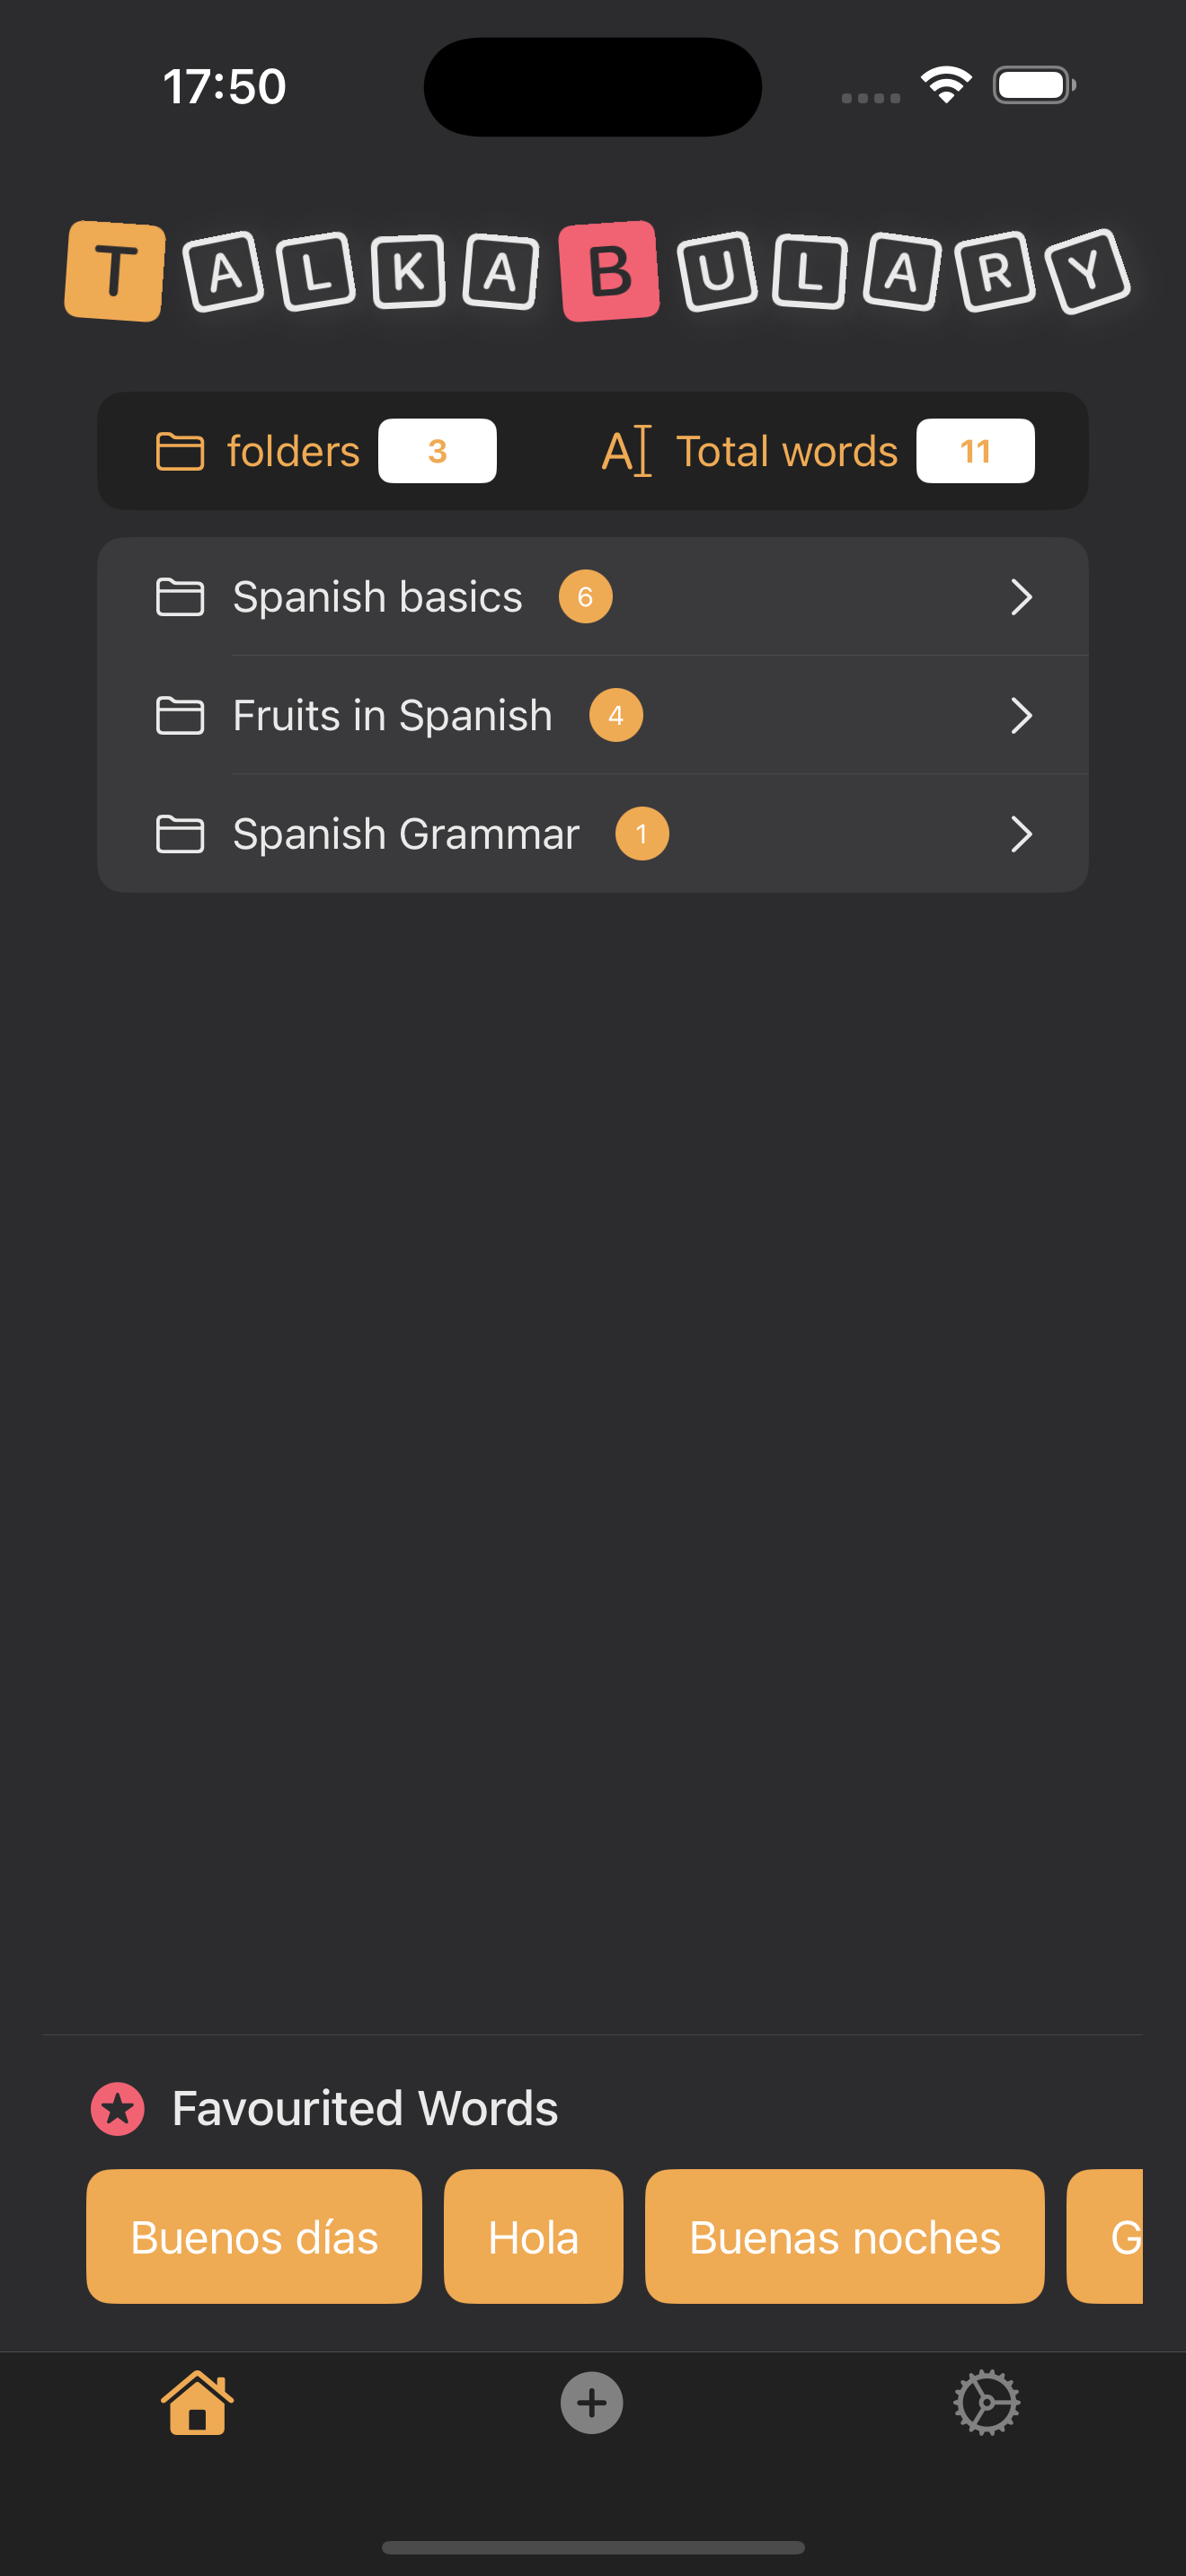 17:50
TALKABULARY
folders 3 Total words 11
Spanish basics 6
Fruits in Spanish 4
Spanish Grammar 1
Favourited Words
Buenos días Hola Buenas noches G